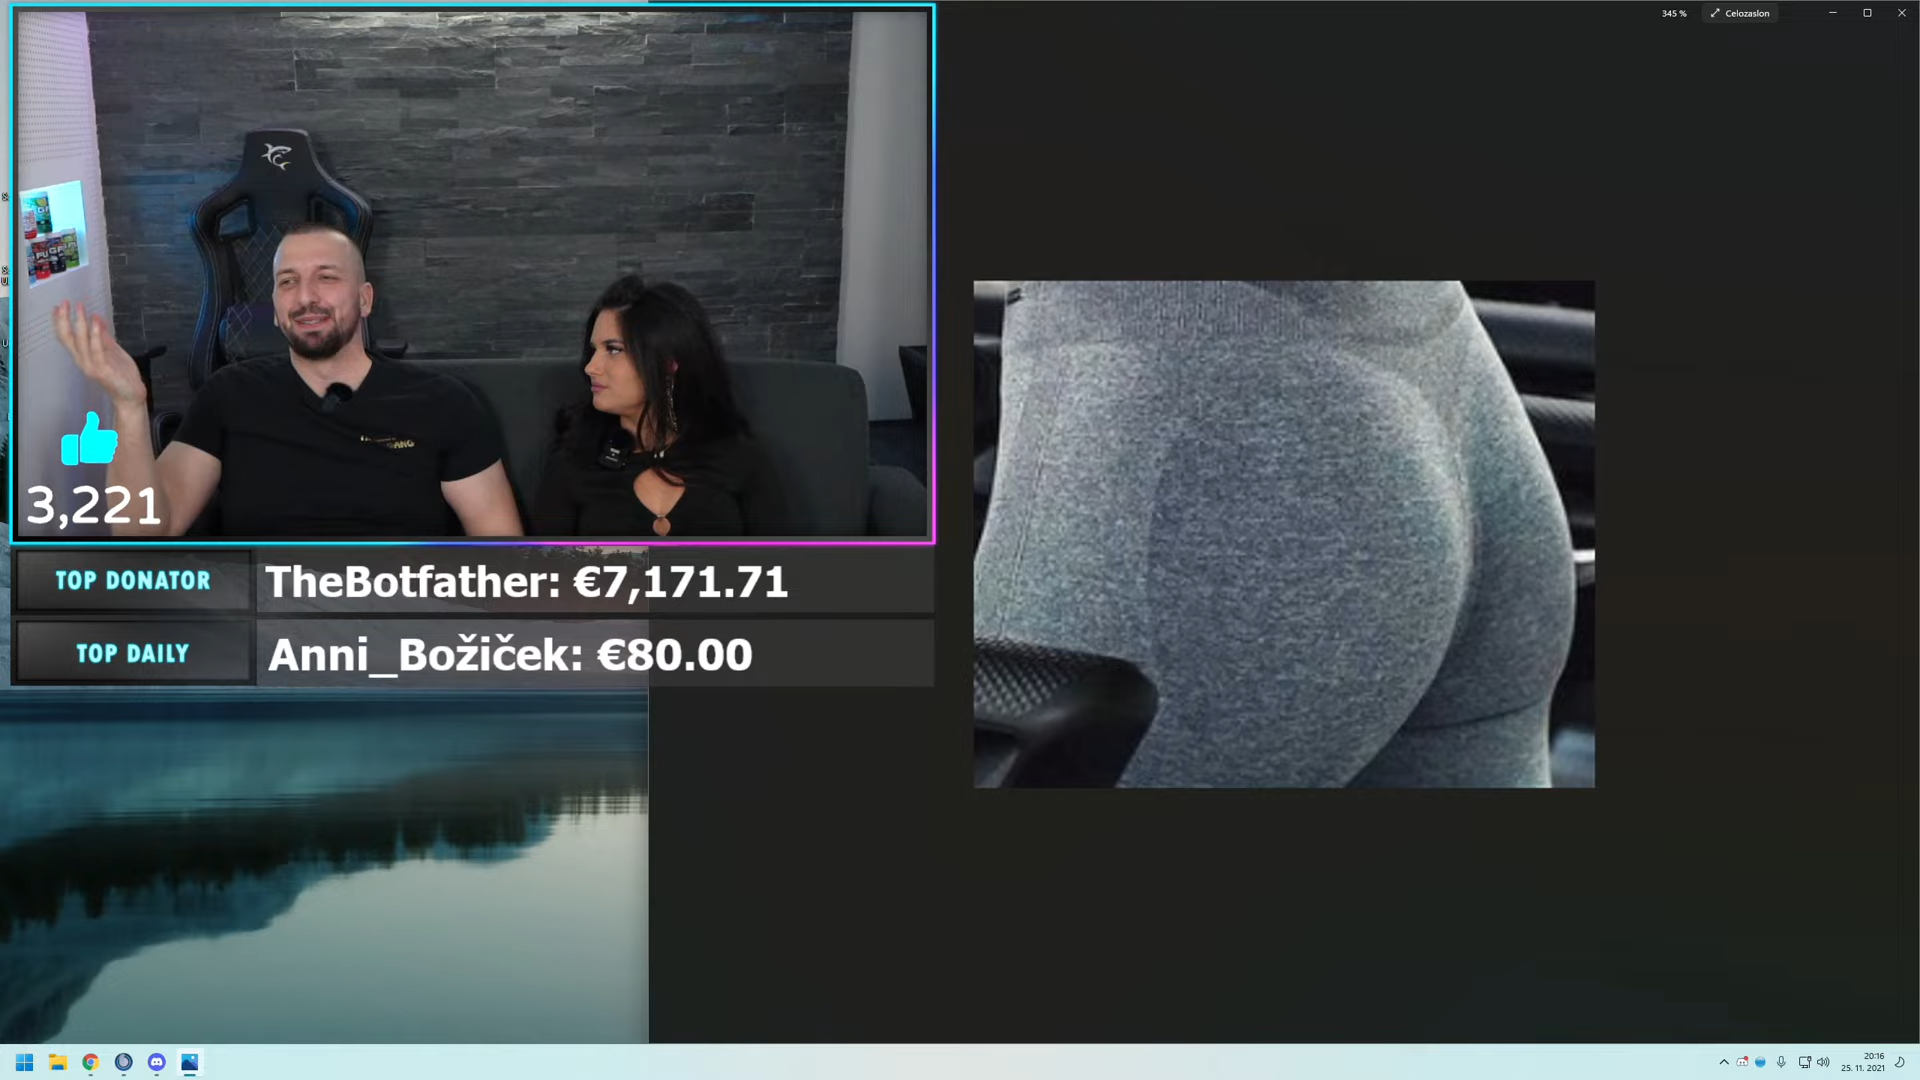 345 %
Celozaslon
3,221
TOP DONATOR
TheBotfather: €7,171.71
TOP DAILY
Anni_Božiček: €80.00
20:16
25. 11. 2021